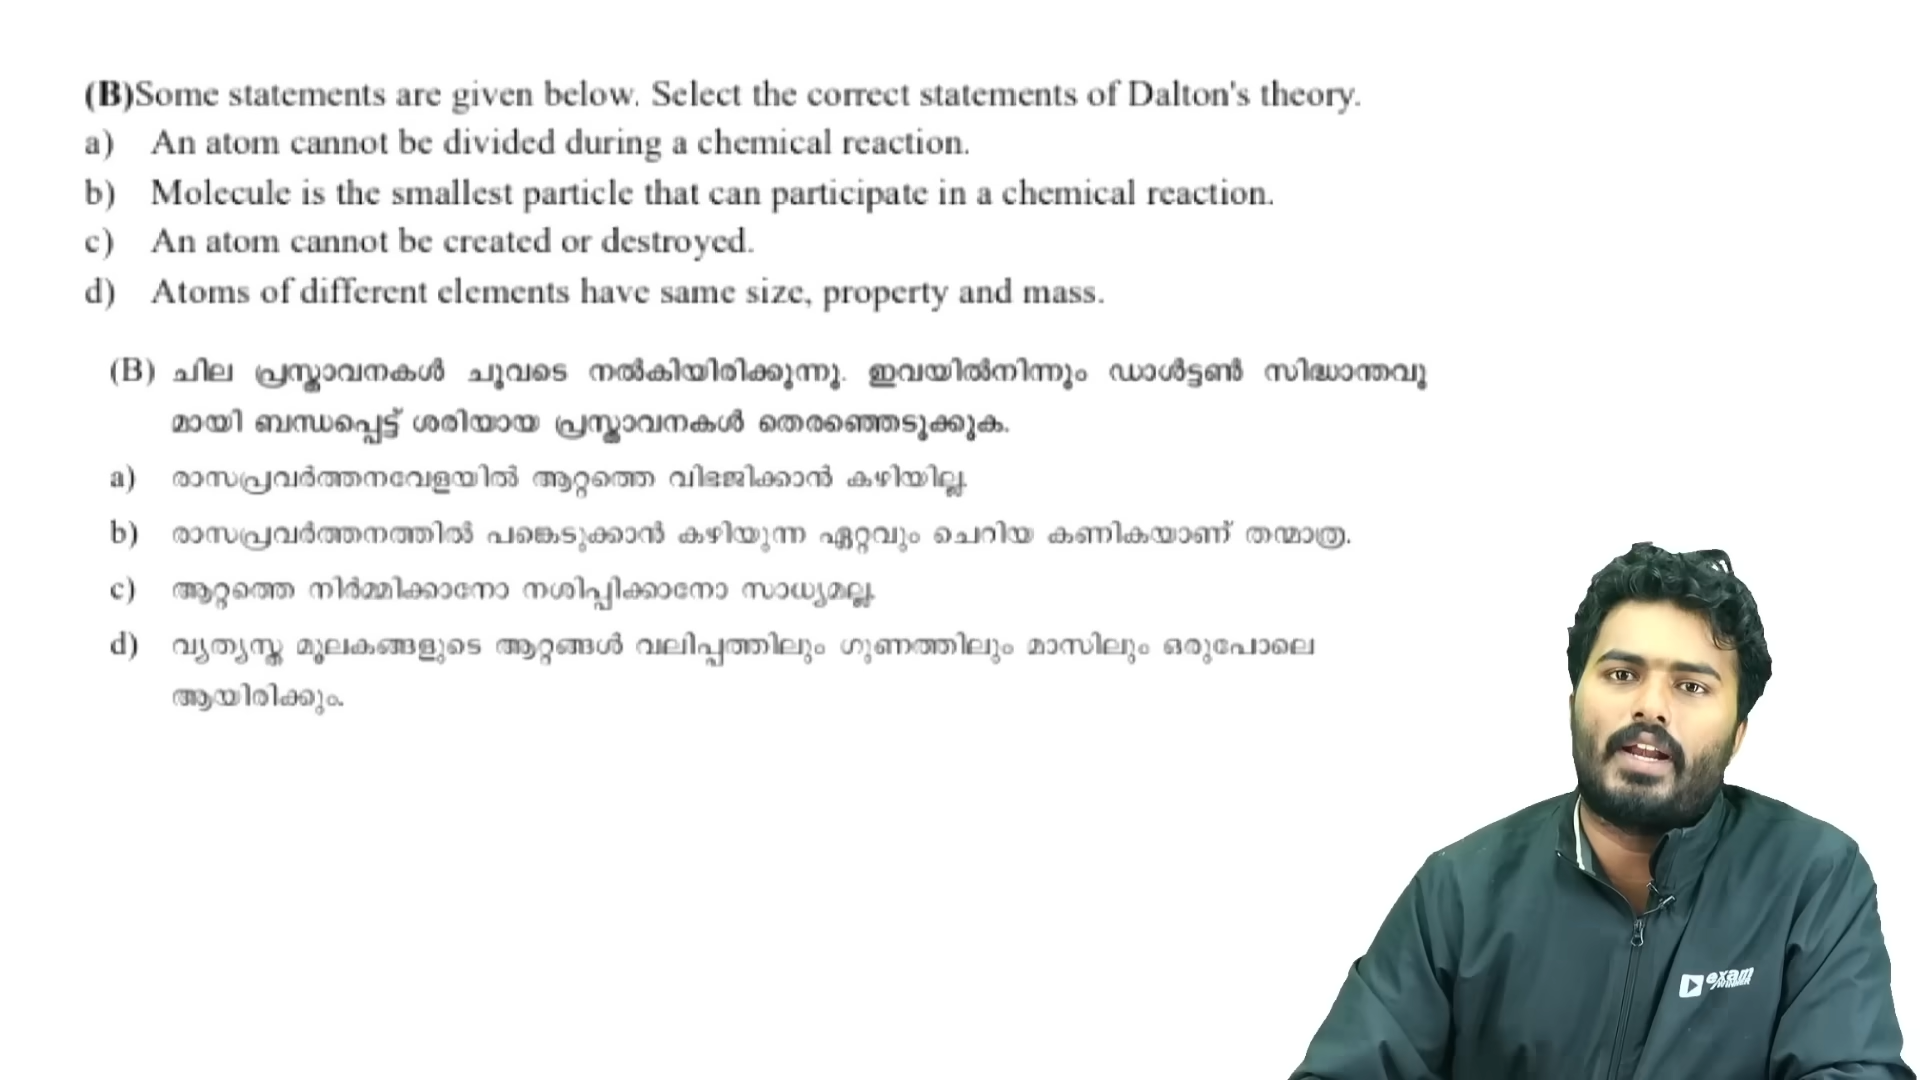 (B)Some statements are given below. Select the correct statements of Dalton's theory.
a) An atom cannot be divided during a chemical reaction.
b) Molecule is the smallest particle that can participate in a chemical reaction.
c) An atom cannot be created or destroyed.
d) Atoms of different elements have same size, property and mass.
(B) ചില പ്രസ്താവനകൾ ചുവടെ നൽകിയിരിക്കുന്നു. ഇവയിൽനിന്നും ഡാൾട്ടൺ സിദ്ധാന്തവു
മായി ബന്ധപ്പെട്ട് ശരിയായ പ്രസ്താവനകൾ തെരഞ്ഞെടുക്കുക.
a) രാസപ്രവർത്തനവേളയിൽ ആറ്റത്തെ വിഭജിക്കാൻ കഴിയില്ല.
b) രാസപ്രവർത്തനത്തിൽ പങ്കെടുക്കാൻ കഴിയുന്ന ഏറ്റവും ചെറിയ കണികയാണ് തന്മാത്ര.
c) ആറ്റത്തെ നിർമ്മിക്കാനോ നശിപ്പിക്കാനോ സാധ്യമല്ല.
d) വ്യത്യസ്ത മൂലകങ്ങളുടെ ആറ്റങ്ങൾ വലിപ്പത്തിലും ഗുണത്തിലും മാസിലും ഒരുപോലെ
ആയിരിക്കും.
exam
WINNER